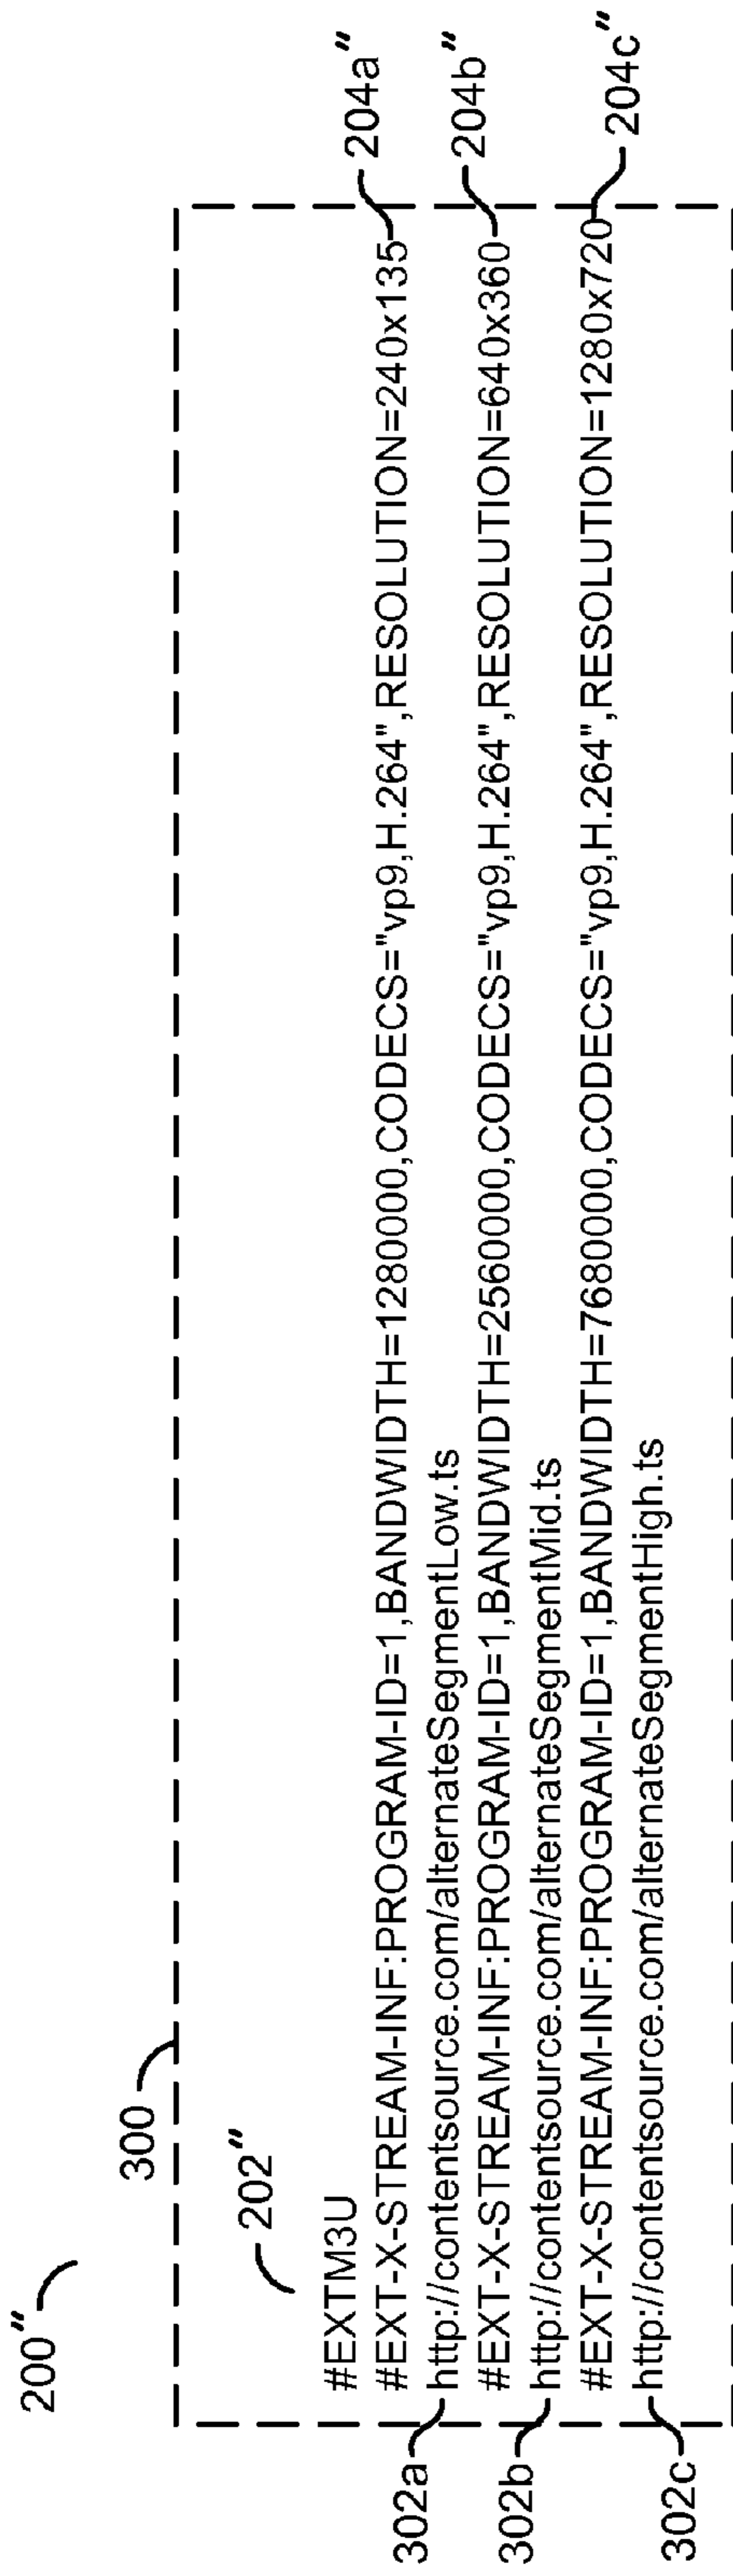 200″
300
202″
#EXTM3U
#EXT-X-STREAM-INF:PROGRAM-ID=1,BANDWIDTH=1280000,CODECS="vp9,H.264",RESOLUTION=240x135
204a″
302a
http://contentsource.com/alternateSegmentLow.ts
#EXT-X-STREAM-INF:PROGRAM-ID=1,BANDWIDTH=2560000,CODECS="vp9,H.264",RESOLUTION=640x360
204b″
302b
http://contentsource.com/alternateSegmentMid.ts
#EXT-X-STREAM-INF:PROGRAM-ID=1,BANDWIDTH=7680000,CODECS="vp9,H.264",RESOLUTION=1280x720
204c″
302c
http://contentsource.com/alternateSegmentHigh.ts